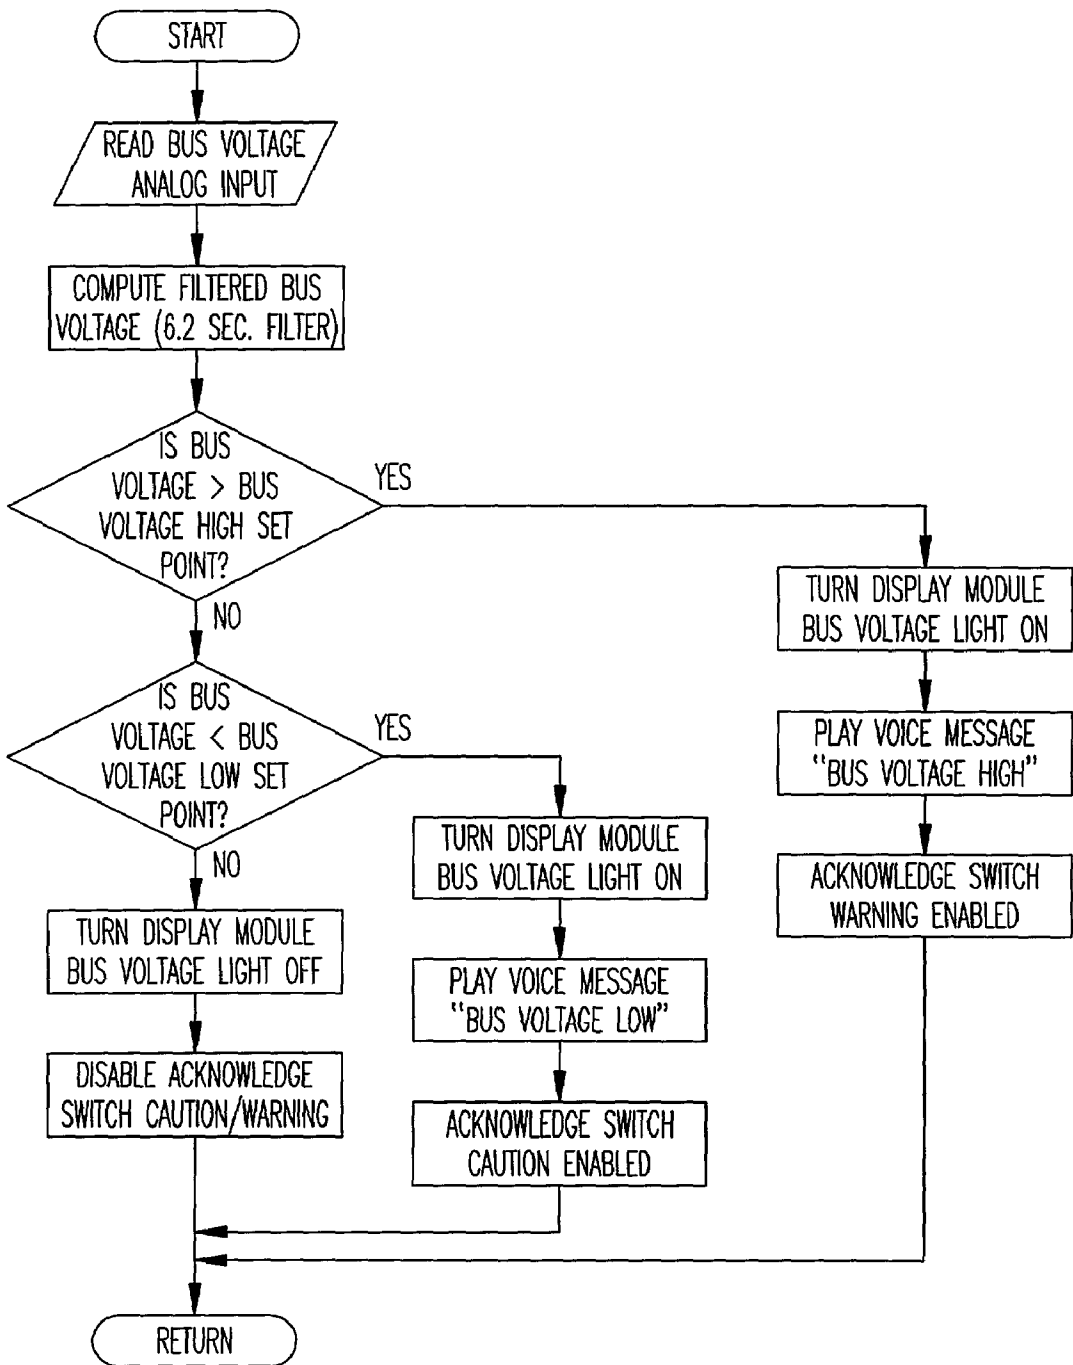 START
READ BUS VOLTAGE
ANALOG INPUT
COMPUTE FILTERED BUS
VOLTAGE (6.2 SEC. FILTER)
IS BUS
VOLTAGE > BUS
VOLTAGE HIGH SET
POINT?
YES
NO
TURN DISPLAY MODULE
BUS VOLTAGE LIGHT ON
PLAY VOICE MESSAGE
"BUS VOLTAGE HIGH"
ACKNOWLEDGE SWITCH
WARNING ENABLED
IS BUS
VOLTAGE < BUS
VOLTAGE LOW SET
POINT?
YES
NO
TURN DISPLAY MODULE
BUS VOLTAGE LIGHT ON
PLAY VOICE MESSAGE
"BUS VOLTAGE LOW"
ACKNOWLEDGE SWITCH
CAUTION ENABLED
TURN DISPLAY MODULE
BUS VOLTAGE LIGHT OFF
DISABLE ACKNOWLEDGE
SWITCH CAUTION/WARNING
RETURN